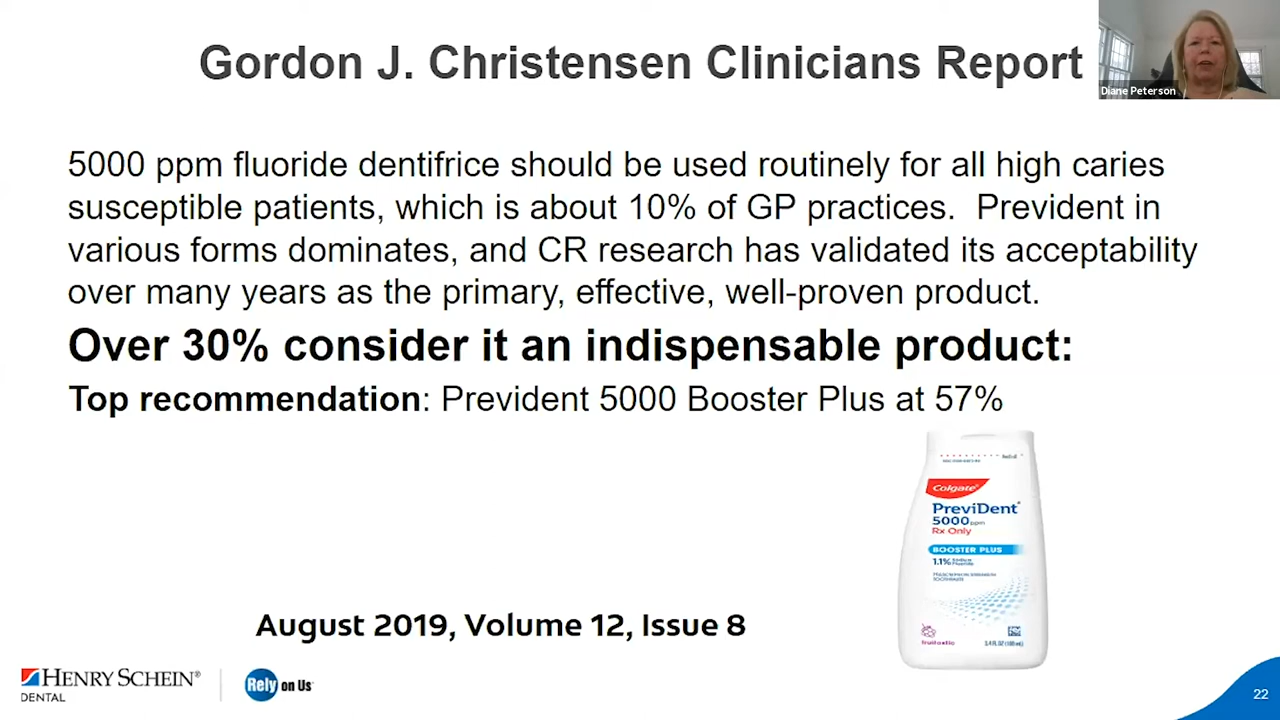 Gordon J. Christensen Clinicians Report
Diane Peterson
5000 ppm fluoride dentifrice should be used routinely for all high caries
susceptible patients, which is about 10% of GP practices. Prevident in
various forms dominates, and CR research has validated its acceptability
over many years as the primary, effective, well-proven product.
Over 30% consider it an indispensable product:
Top recommendation: Prevident 5000 Booster Plus at 57%
Colgate®
PreviDent®
5000 ppm
Rx Only
BOOSTER PLUS
1.1% Sodium
Fluoride
fruitastic
3.4 FL OZ (100 mL)
August 2019, Volume 12, Issue 8
HENRY SCHEIN®
DENTAL
Rely on Us®
22